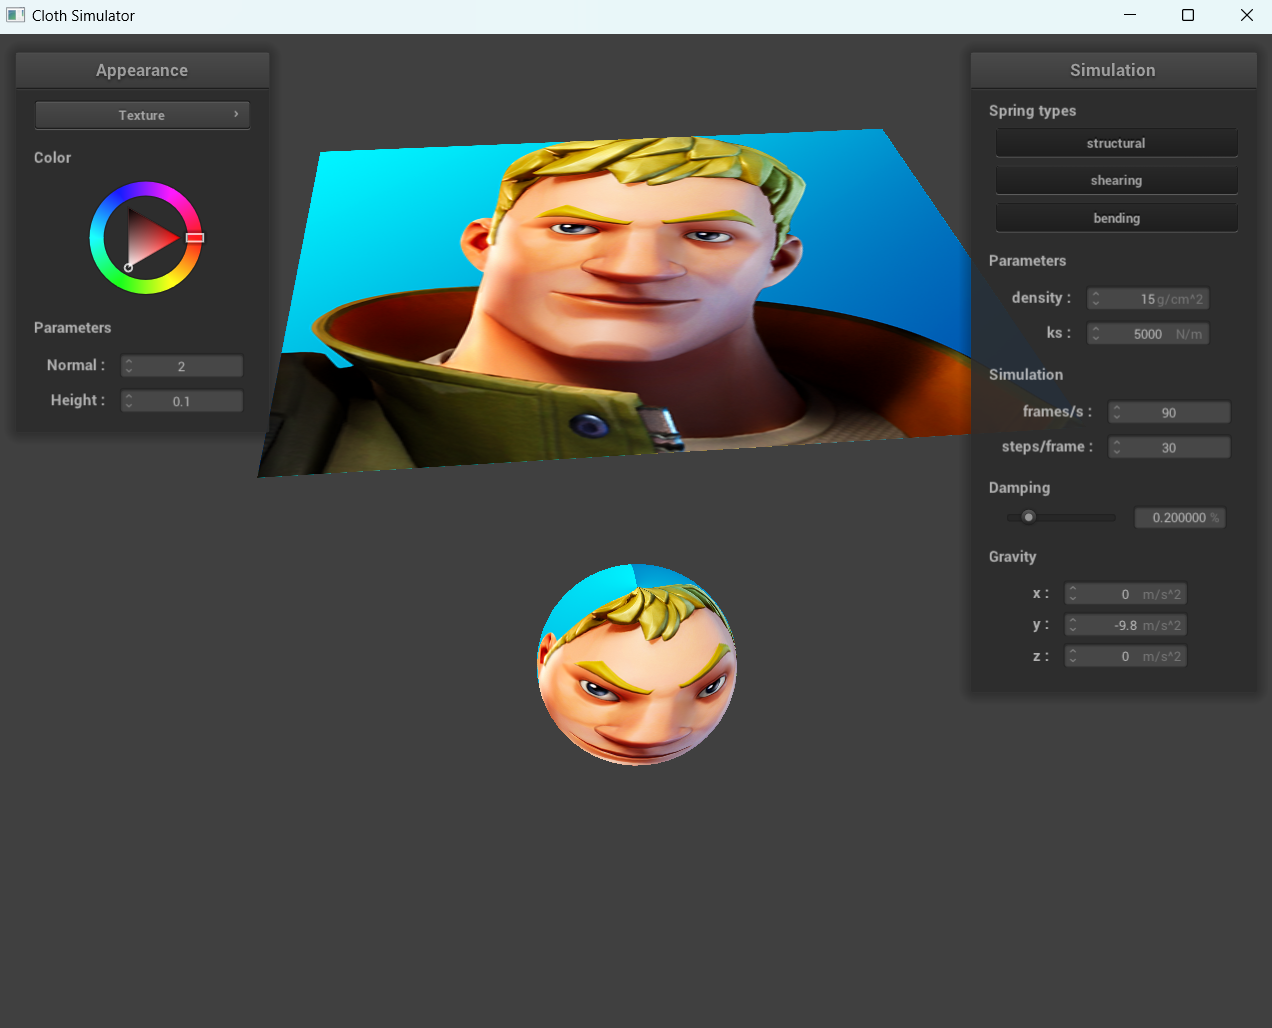 Cloth Simulator
Appearance
Texture
Color
Parameters
Normal : 2
Height : 0.1
Simulation
Spring types
structural
shearing
bending
Parameters
density : 15 g/cm^2
ks : 5000 N/m
Simulation
frames/s : 90
steps/frame : 30
Damping
0.200000 %
Gravity
x : 0 m/s^2
y : -9.8 m/s^2
z : 0 m/s^2